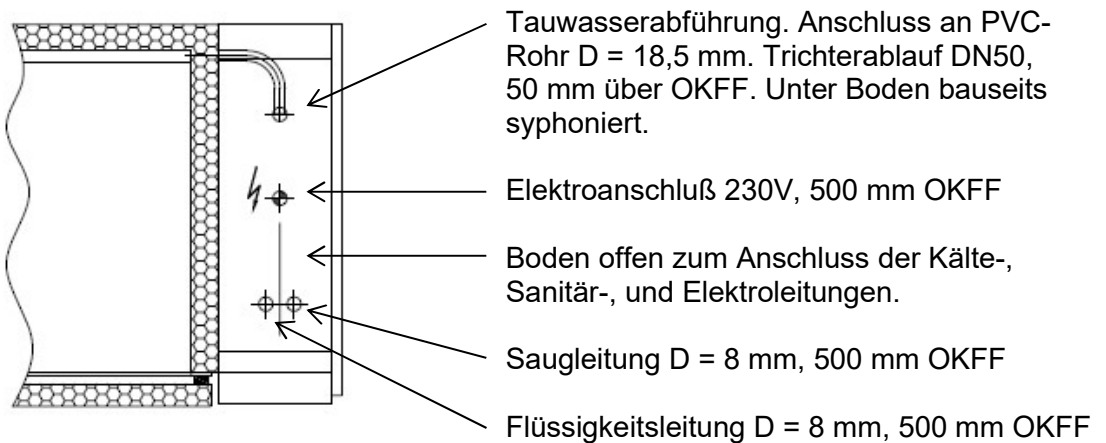 Tauwasserabführung. Anschluss an PVC-
Rohr D = 18,5 mm. Trichterablauf DN50,
50 mm über OKFF. Unter Boden bauseits
syphoniert.
Elektroanschluß 230V, 500 mm OKFF
Boden offen zum Anschluss der Kälte-,
Sanitär-, und Elektroleitungen.
Saugleitung D = 8 mm, 500 mm OKFF
Flüssigkeitsleitung D = 8 mm, 500 mm OKFF